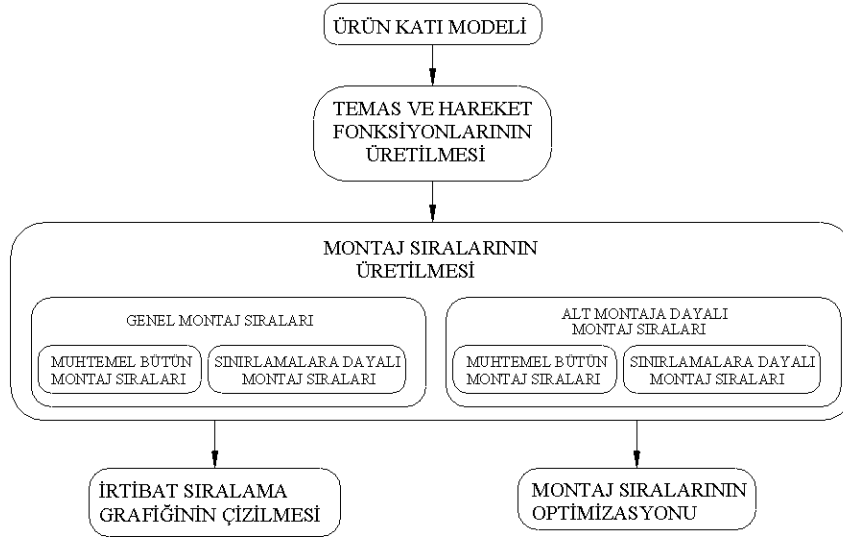 ÜRÜN KATI MODELİ
TEMAS VE HAREKET
FONKSİYONLARININ
ÜRETİLMESİ
MONTAJ SIRALARININ
ÜRETİLMESİ
GENEL MONTAJ SIRALARI
MUHTEMEL BÜTÜN
MONTAJ SIRALARI
SINIRLAMALARA DAYALI
MONTAJ SIRALARI
ALT MONTAJA DAYALI
MONTAJ SIRALARI
MUHTEMEL BÜTÜN
MONTAJ SIRALARI
SINIRLAMALARA DAYALI
MONTAJ SIRALARI
İRTİBAT SIRALAMA
GRAFİĞİNİN ÇİZİLMESİ
MONTAJ SIRALARININ
OPTİMİZASYONU